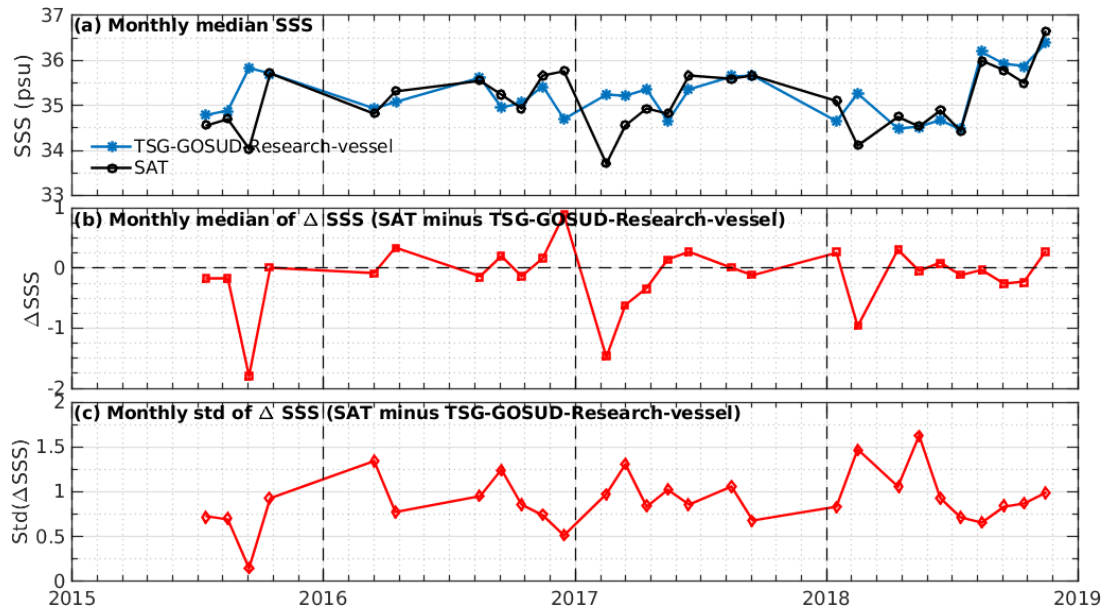 (a) Monthly median SSS
37
36
35
34
33
SSS (psu)
TSG-GOSUD-Research-vessel
SAT
(b) Monthly median of Δ SSS (SAT minus TSG-GOSUD-Research-vessel)
1
0
-1
-2
ΔSSS
(c) Monthly std of Δ SSS (SAT minus TSG-GOSUD-Research-vessel)
2
1.5
1
0.5
0
Std(ΔSSS)
2015 2016 2017 2018 2019